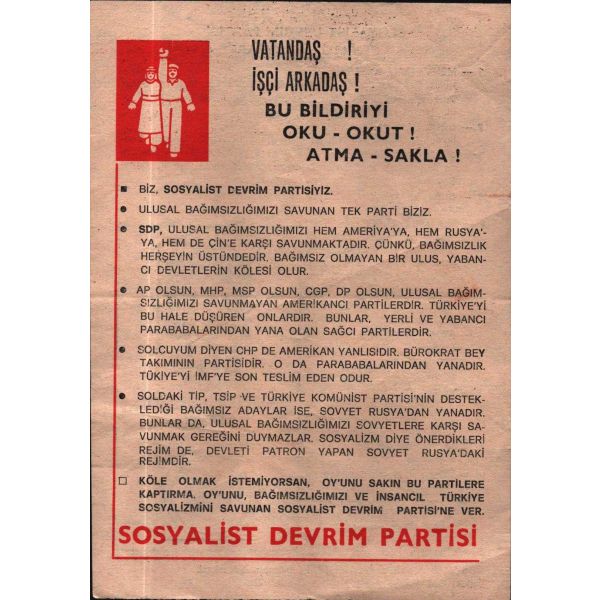 VATANDAŞ !
İŞÇİ ARKADAŞ !
BU BİLDİRİYİ
OKU - OKUT !
ATMA - SAKLA !
BİZ, SOSYALİST DEVRİM PARTİSİYİZ.
ULUSAL BAĞIMSIZLIĞIMIZI SAVUNAN TEK PARTİ BİZİZ.
SDP, ULUSAL BAĞIMSIZLIĞIMIZI HEM AMERİYA'YA, HEM RUSYA'-
YA, HEM DE ÇİN'E KARŞI SAVUNMAKTADIR. ÇÜNKÜ, BAĞIMSIZLIK
HERŞEYİN ÜSTÜNDEDİR. BAĞIMSIZ OLMAYAN BİR ULUS, YABAN-
CI DEVLETLERİN KÖLESİ OLUR.
AP OLSUN, MHP, MSP OLSUN, CGP, DP OLSUN, ULUSAL BAĞIM-
SIZLIĞIMIZI SAVUNMAYAN AMERİKANCI PARTİLERDİR. TÜRKİYE'Yİ
BU HALE DÜŞÜREN ONLARDIR. BUNLAR, YERLİ VE YABANCI
PARABABALARINDAN YANA OLAN SAĞCI PARTİLERDİR.
SOLCUYUM DİYEN CHP DE AMERİKAN YANLISIDIR. BÜROKRAT BEY
TAKIMININ PARTİSİDİR. O DA PARABABALARINDAN YANADIR.
TÜKİYE'Yİ İMF'YE SON TESLİM EDEN ODUR.
SOLDAKİ TİP, TSİP VE TÜRKİYE KOMÜNİST PARTİSİ'NİN DESTEK-
LEDİĞİ BAĞIMSIZ ADAYLAR İSE, SOVYET RUSYA'DAN YANADIR.
BUNLAR DA, ULUSAL BAĞIMSIZLIĞIMIZI SOVYETLERE KARŞI SA-
VUNMAK GEREĞİNİ DUYMAZLAR. SOSYALİZM DİYE ÖNERDİKLERİ
REJİM DE, DEVLETİ PATRON YAPAN SOVYET RUSYA'DAKİ
REJİMDİR.
KÖLE OLMAK İSTEMİYORSAN, OY'UNU SAKIN BU PARTİLERE
KAPTIRMA. OY'UNU, BAĞIMSIZLIĞIMIZI VE İNSANCIL TÜRKİYE
SOSYALİZMİNİ SAVUNAN SOSYALİST DEVRİM PARTİSİ'NE VER.
SOSYALİST DEVRİM PARTİSİ